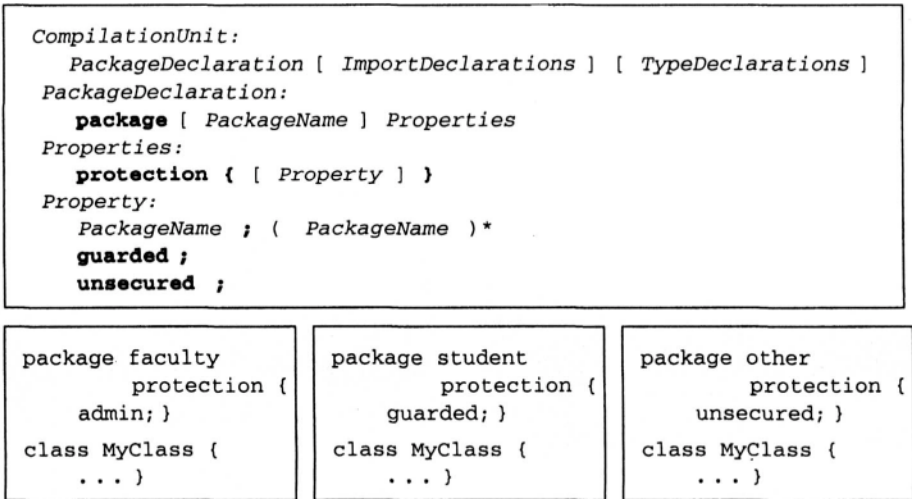 CompilationUnit:
PackageDeclaration [ ImportDeclarations ] [ TypeDeclarations ]
PackageDeclaration:
package [ PackageName ] Properties
Properties:
protection { [ Property ] }
Property:
PackageName ; ( PackageName )*
guarded ;
unsecured ;
package faculty
protection {
admin; }
class MyClass {
... }
package student
protection {
guarded; }
class MyClass {
... }
package other
protection {
unsecured; }
class MyClass {
... }